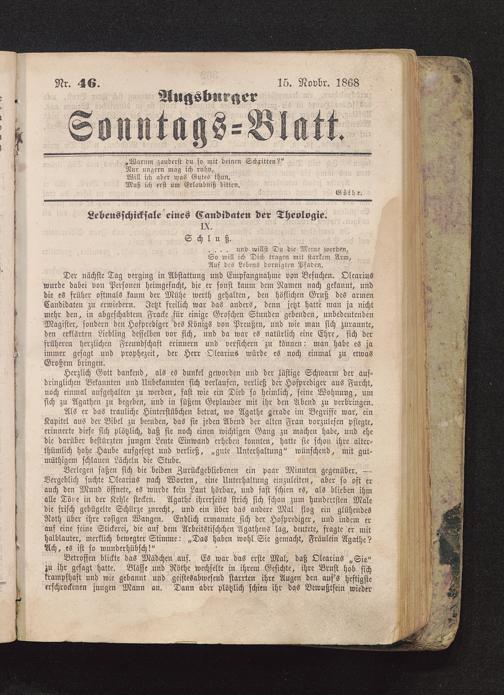 Nr. 46.
15. Novbr. 1868
Augsburger
Sonntags=Blatt.
„Warum zauderst du so mit deinen Schritten?“
Nur ungern mag ich ruhn,
Will ich aber was Gutes thun,
Muß ich erst um Erlaubniß bitten.
Göthe.
Lebensschicksale eines Candidaten der Theologie.
IX.
Schluß.
. . . . und willst Du die Meine werden,
So will ich Dich tragen mit starkem Arm,
Auf des Lebens dornigten Pfaden.
Der nächste Tag verging in Abstattung und Empfangnahme von Besuchen. Olearius
wurde dabei von Personen heimgesucht, die er sonst kaum dem Namen nach gekannt, und
die es früher oftmals kaum der Mühe werth gehalten, den höflichen Gruß des armen
Candidaten zu erwiedern. Jetzt freilich war das anders, denn jetzt hatte man ja nicht
mehr den, in abgeschabtem Fracke für einige Groschen Stunden gebenden, unbedeutenden
Magister, sondern den Hofprediger des Königs von Preußen, und wie man sich zuraunte,
den erklärten Liebling desselben vor sich, und da war es natürlich eine Ehre, sich der
früheren herzlichen Freundschaft erinnern und versichern zu können: man habe es ja
immer gesagt und prophezeit, der Herr Olearius würde es noch einmal zu etwas
Großem bringen.
Herzlich Gott dankend, als es dunkel geworden und der lästige Schwarm der auf-
dringlichen Bekannten und Unbekannten sich verlaufen, verließ der Hofprediger aus Furcht,
noch einmal aufgehalten zu werden, fast wie ein Dieb so heimlich, seine Wohnung, um
sich zu Agathen zu begeben, und in süßem Geplauder mit ihr den Abend zu verbringen.
Als er das trauliche Hinterstübchen betrat, wo Agathe gerade im Begriffe war, ein
Kapitel aus der Bibel zu beenden, das sie jeden Abend der alten Frau vorzulesen pflegte,
erinnerte diese sich plötzlich, daß sie noch einen wichtigen Gang zu machen habe, und ehe
die darüber bestürzten jungen Leute Einwand erheben konnten, hatte sie schon ihre alter-
thümlich hohe Haube aufgesetzt und verließ, „gute Unterhaltung“ wünschend, mit gut-
müthigem schlauen Lächeln die Stube.
Verlegen saßen sich die beiden Zurückgebliebenen ein paar Minuten gegenüber. —
Vergeblich suchte Olearius nach Worten, eine Unterhaltung einzuleiten, aber so oft er
auch den Mund öffnete, es wurde kein Laut hörbar, und fast schien es, als blieben ihm
alle Töne in der Kehle stecken. Agathe ihrerseits strich sich schon zum hundertsten Male
die frisch gebügelte Schürze zurecht, und ein über das andere Mal flog ein glühendes
Roth über ihre rosigen Wangen. Endlich ermannte sich der Hofprediger, und indem er
auf eine feine Stickerei, die auf dem Arbeitstischchen Agathens lag, deutete, fragte er mit
halblauter, merklich bewegter Stimme: „Das haben wohl Sie gemacht, Fräulein Agathe?
Ach, es ist so wunderhübsch!“
Betroffen blickte das Mädchen auf. Es war das erste Mal, daß Olearius „Sie“
zu ihr gesagt hatte. Blässe und Röthe wechselte in ihrem Gesichte, ihre Brust hob sich
krampfhaft und wie gebannt und geistesabwesend starrten ihre Augen den auf's heftigste
erschrockenen jungen Mann an. Dann aber plötzlich schien ihr das Bewußtsein wieder